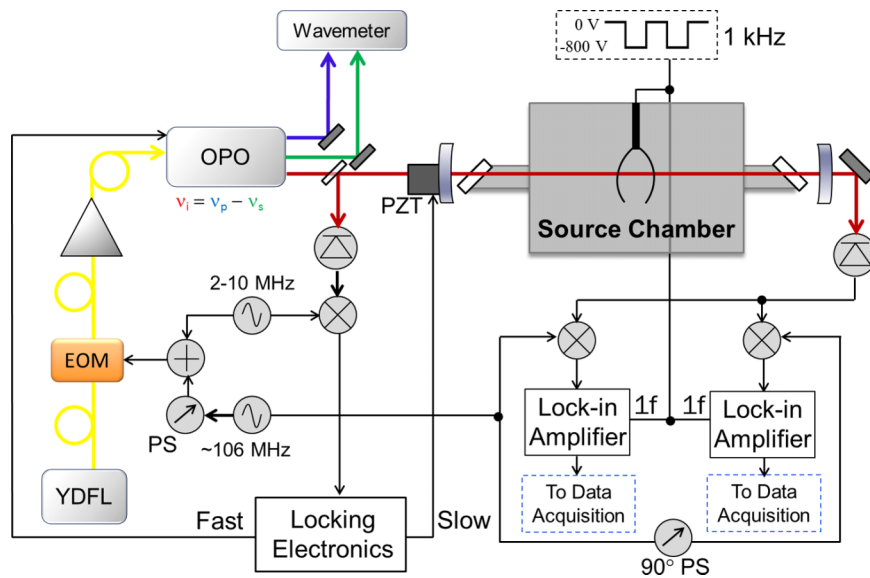 Wavemeter
0 V
-800 V
1 kHz
OPO
νi = νp − νs
PZT
Source Chamber
2-10 MHz
EOM
PS
~106 MHz
Lock-in
Amplifier
1f
1f
Lock-in
Amplifier
YDFL
To Data
Acquisition
To Data
Acquisition
Fast
Locking
Electronics
Slow
90° PS